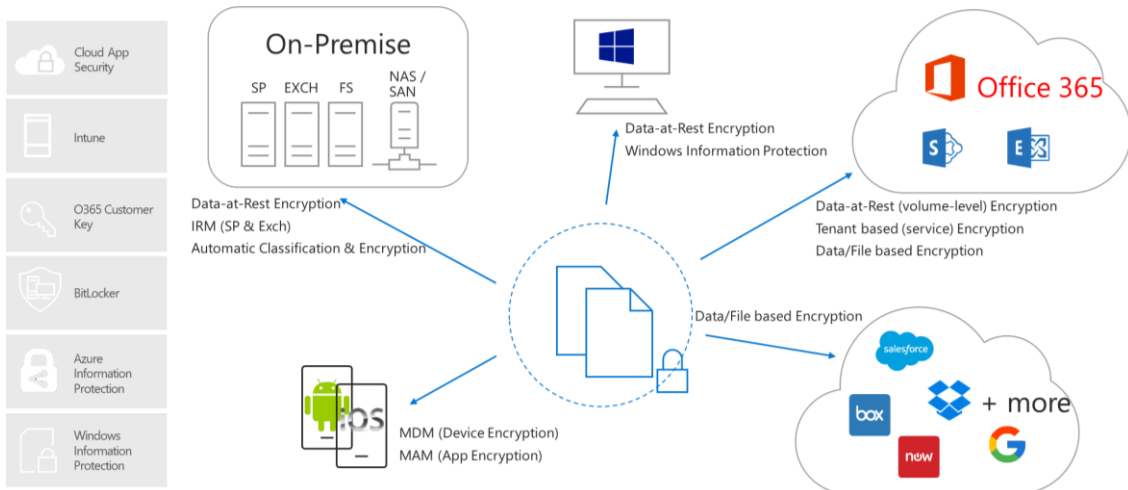 Cloud App
Security
Intune
O365 Customer
Key
BitLocker
Azure
Information
Protection
Windows
Information
Protection
On-Premise
SP
EXCH
FS
NAS /
SAN
Data-at-Rest Encryption
IRM (SP & Exch)
Automatic Classification & Encryption
Data-at-Rest Encryption
Windows Information Protection
Office 365
S
E
Data-at-Rest (volume-level) Encryption
Tenant based (service) Encryption
Data/File based Encryption
Data/File based Encryption
salesforce
box
+ more
now
G
iOS
MDM (Device Encryption)
MAM (App Encryption)